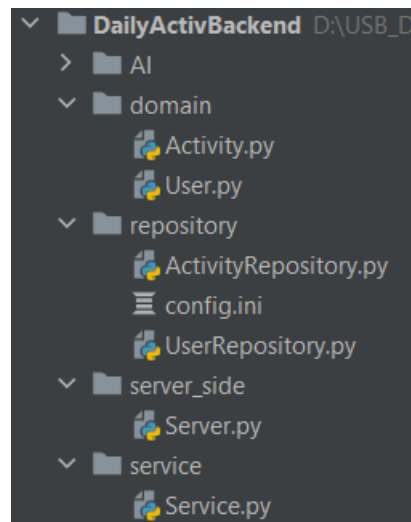 DailyActivBackend D:\USB_D
AI
domain
Activity.py
User.py
repository
ActivityRepository.py
config.ini
UserRepository.py
server_side
Server.py
service
Service.py